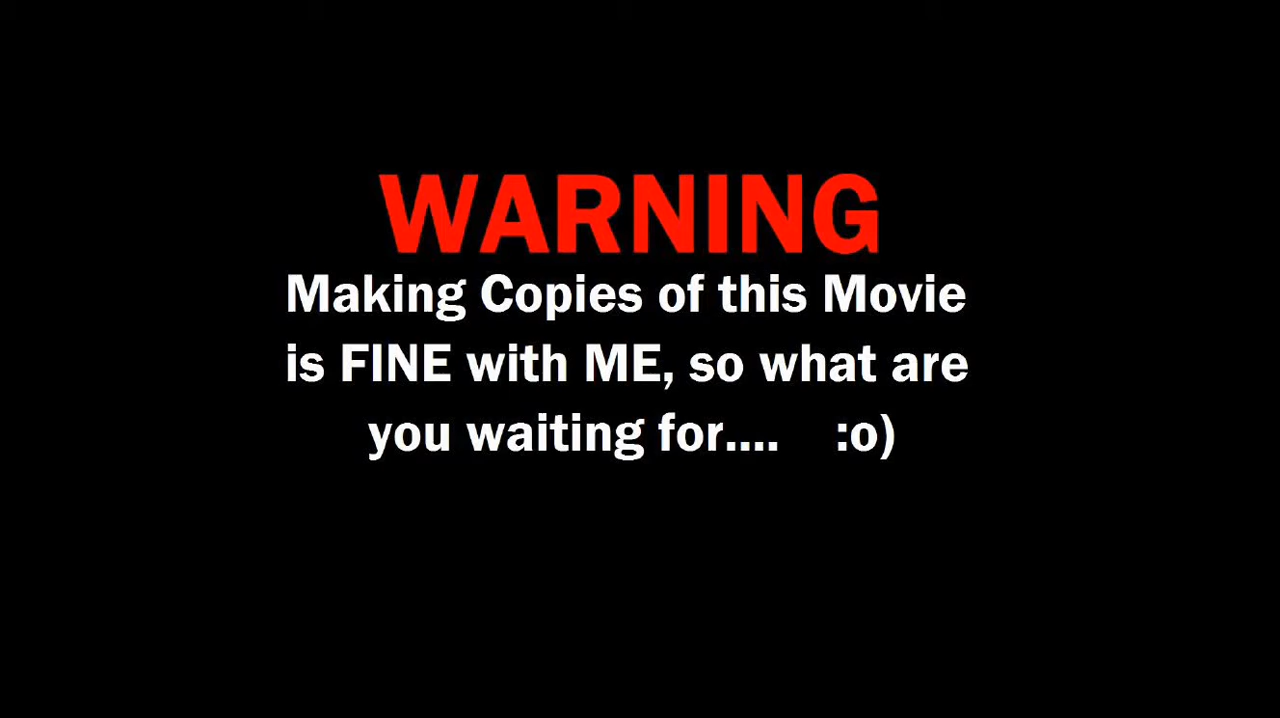 WARNING
Making Copies of this Movie
is FINE with ME, so what are
you waiting for.... :o)